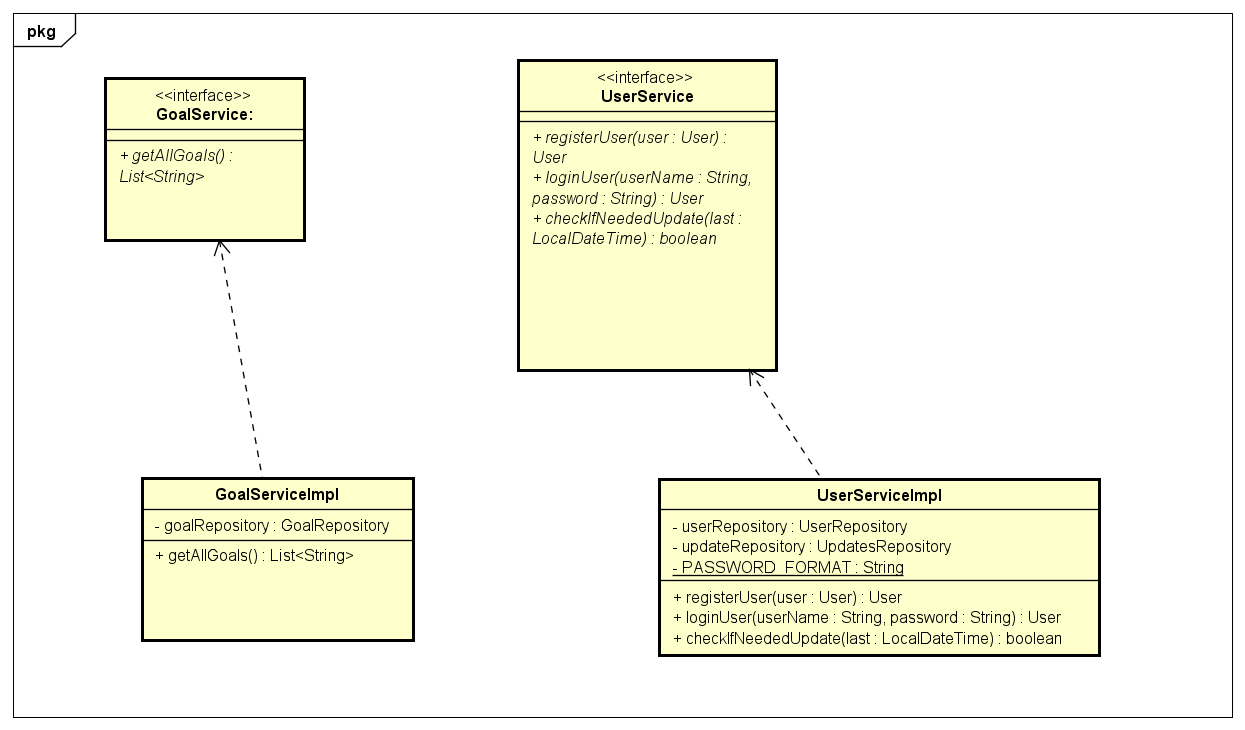 pkg
<<interface>>
GoalService:
+ getAllGoals() :
List<String>
<<interface>>
UserService
+ registerUser(user : User) :
User
+ loginUser(userName : String,
password : String) : User
+ checkIfNeededUpdate(last :
LocalDateTime) : boolean
GoalServiceImpl
- goalRepository : GoalRepository
+ getAllGoals() : List<String>
UserServiceImpl
- userRepository : UserRepository
- updateRepository : UpdatesRepository
- PASSWORD_FORMAT : String
+ registerUser(user : User) : User
+ loginUser(userName : String, password : String) : User
+ checkIfNeededUpdate(last : LocalDateTime) : boolean